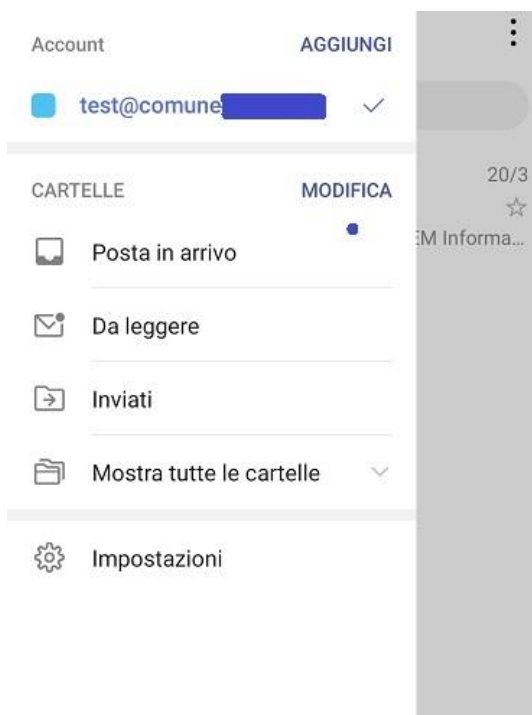 Account AGGIUNGI
test@comune
20/3
CARTELLE MODIFICA
EM Informa...
Posta in arrivo
Da leggere
Inviati
Mostra tutte le cartelle
Impostazioni